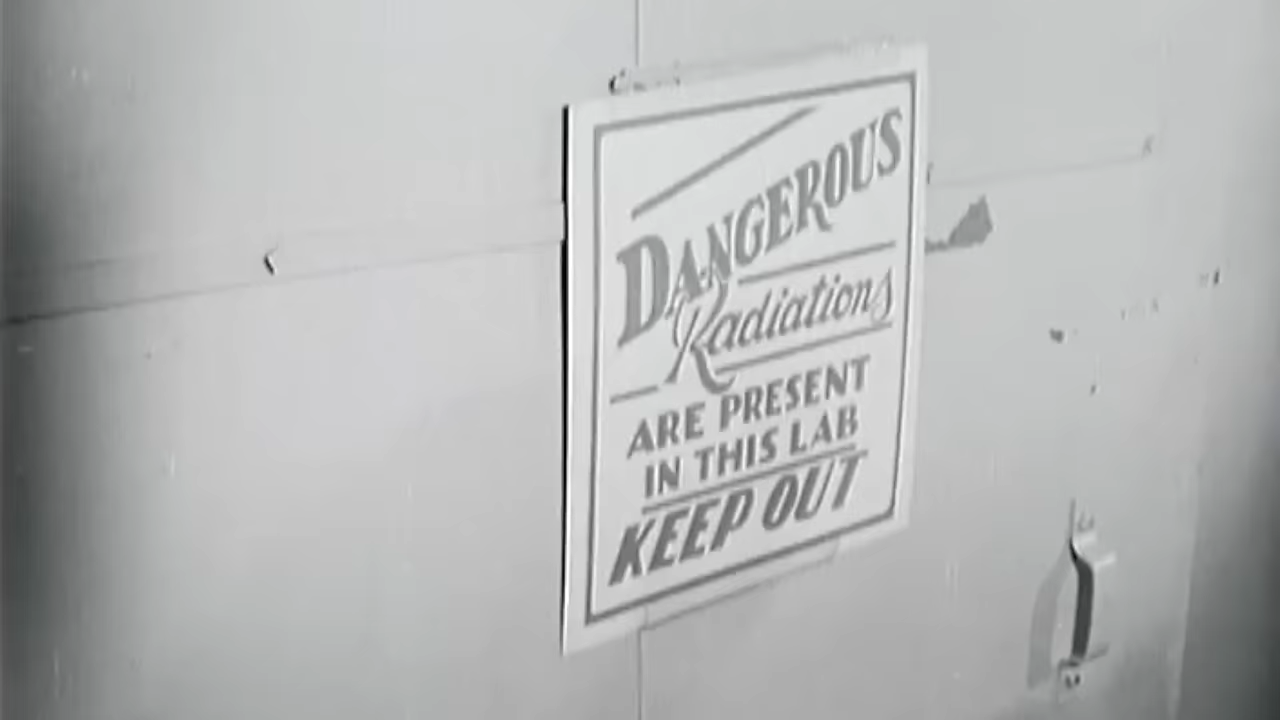 DANGEROUS
Radiations
ARE PRESENT
IN THIS LAB
KEEP OUT